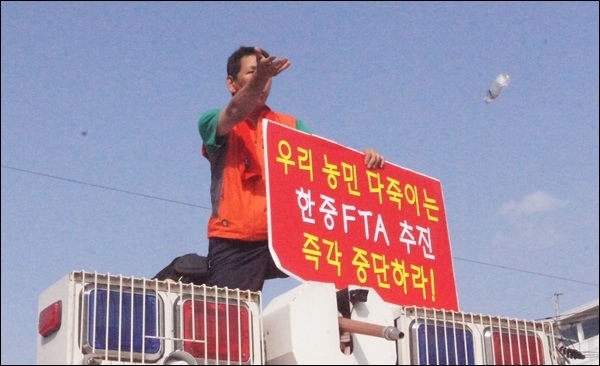 우리 농민 다죽이는
한중FTA 추진
즉각 중단하라!